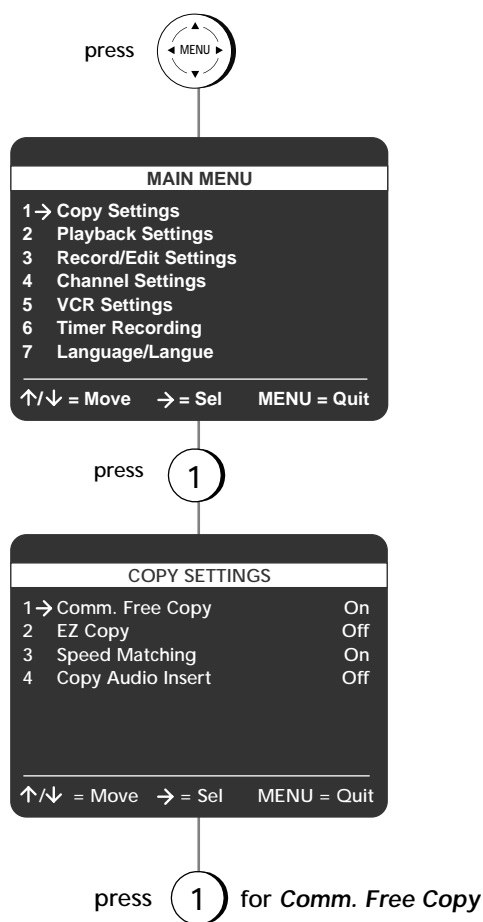 press MENU
MAIN MENU
1→ Copy Settings
2 Playback Settings
3 Record/Edit Settings
4 Channel Settings
5 VCR Settings
6 Timer Recording
7 Language/Langue
↑/↓ = Move → = Sel MENU = Quit
press 1
COPY SETTINGS
1→ Comm. Free Copy On
2 EZ Copy Off
3 Speed Matching On
4 Copy Audio Insert Off
↑/↓ = Move → = Sel MENU = Quit
press 1 for Comm. Free Copy